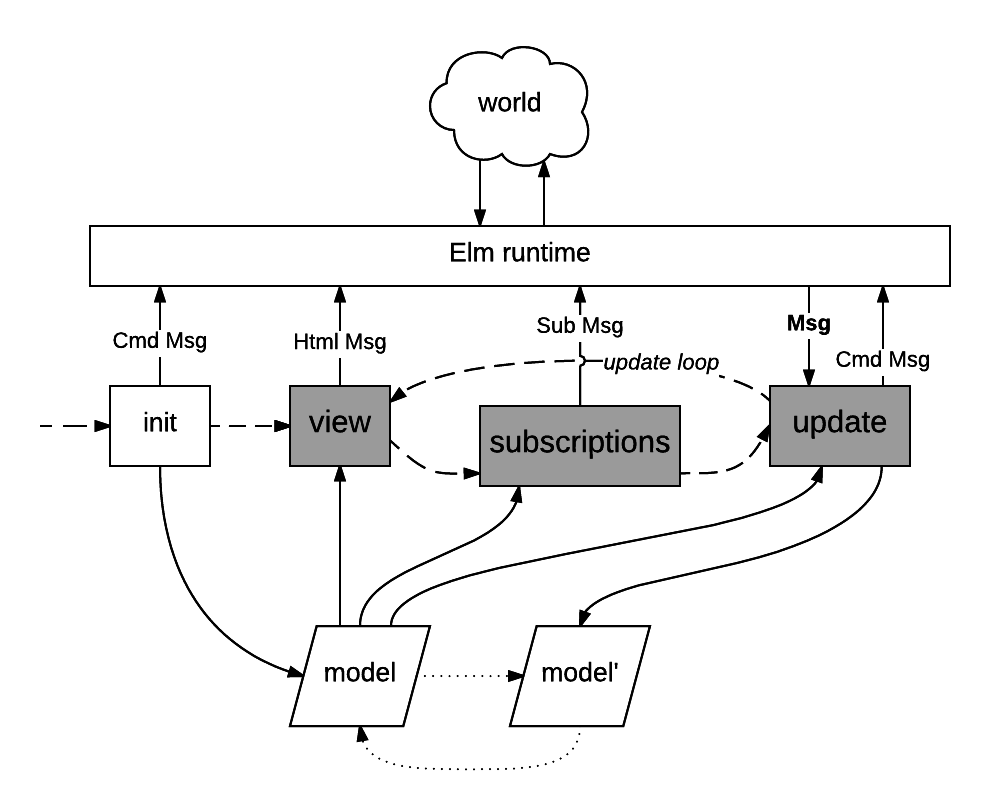 world
Elm runtime
Cmd Msg
Html Msg
Sub Msg
Msg
Cmd Msg
update loop
init
view
subscriptions
update
model
model'